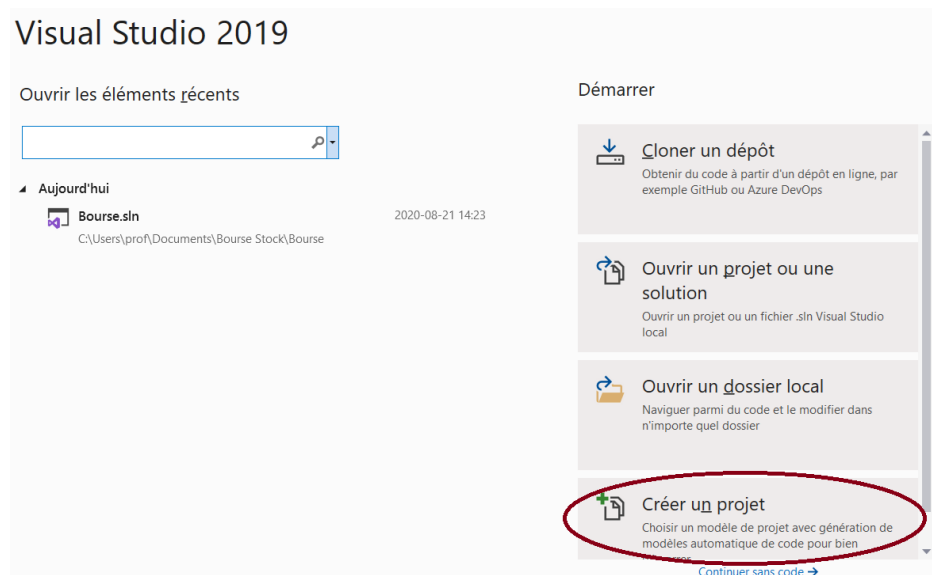 Visual Studio 2019
Ouvrir les éléments récents
Aujourd'hui
Bourse.sln
2020-08-21 14:23
C:\Users\prof\Documents\Bourse Stock\Bourse
Démarrer
Cloner un dépôt
Obtenir du code à partir d'un dépôt en ligne, par
exemple GitHub ou Azure DevOps
Ouvrir un projet ou une
solution
Ouvrir un projet ou un fichier .sln Visual Studio
local
Ouvrir un dossier local
Naviguer parmi du code et le modifier dans
n'importe quel dossier
Créer un projet
Choisir un modèle de projet avec génération de
modèles automatique de code pour bien
Continuer sans code →